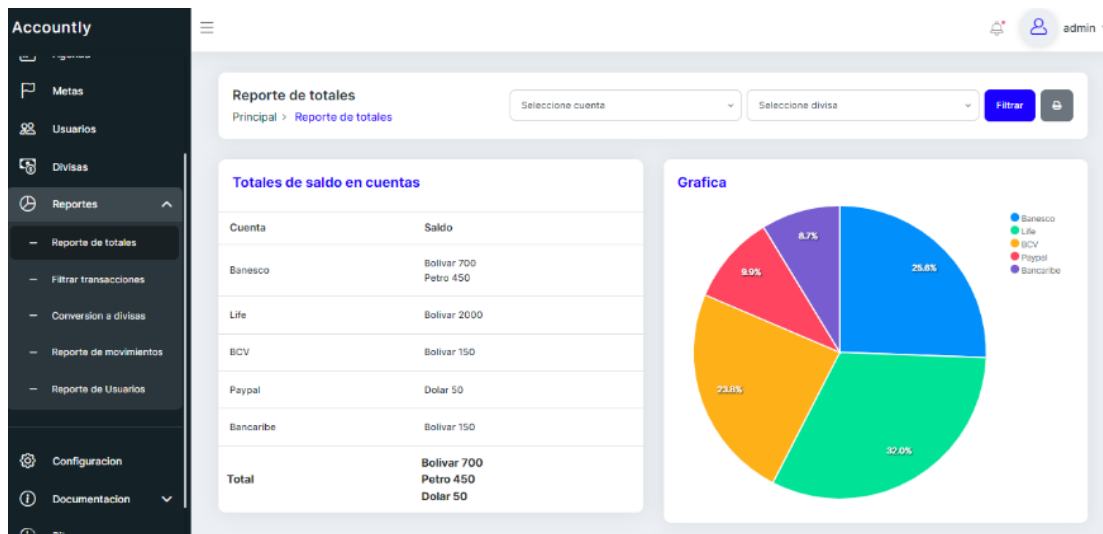 Accountly
admin
Metas
Usuarios
Divisas
Reportes
Reporte de totales
Filtrar transacciones
Conversion a divisas
Reporte de movimientos
Reporte de Usuarios
Configuracion
Documentacion
Reporte de totales
Principal > Reporte de totales
Seleccione cuenta
Seleccione divisa
Filtrar
Totales de saldo en cuentas
Cuenta Saldo
Banesco Bolivar 700
Petro 450
Life Bolivar 2000
BCV Bolivar 150
Paypal Dolar 50
Bancaribe Bolivar 150
Total Bolivar 700
Petro 450
Dolar 50
Grafica
8.7%
25.6%
9.9%
23.8%
32.0%
Banesco
Life
BCV
Paypal
Bancaribe